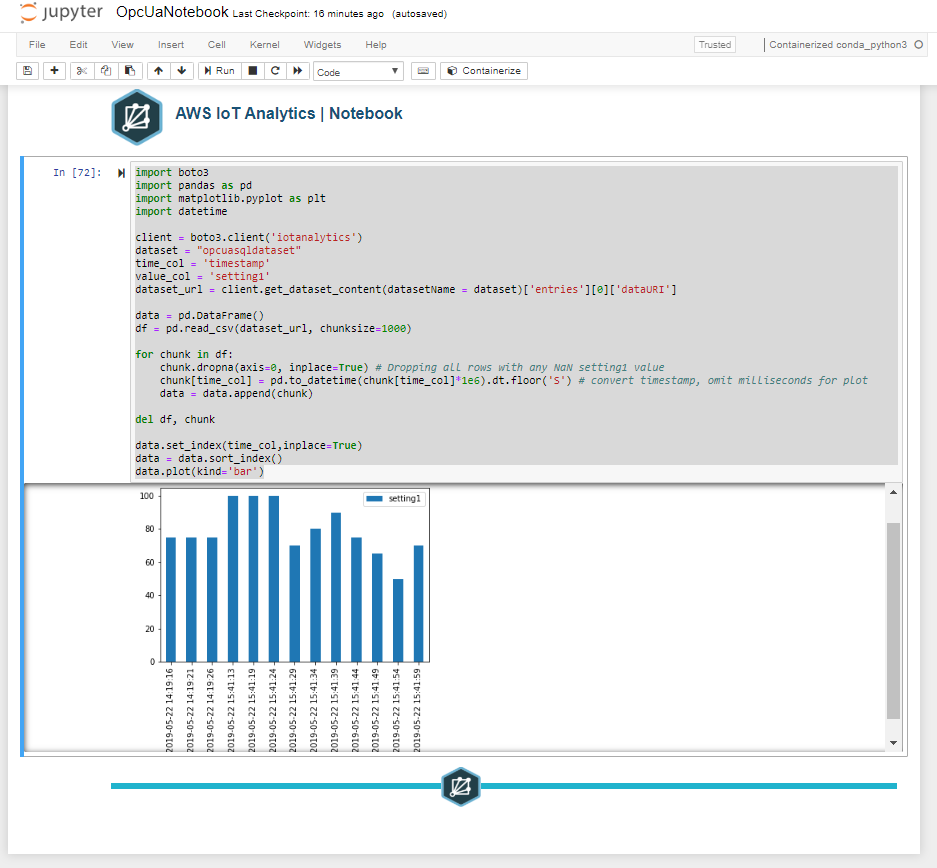 jupyter OpcUaNotebook Last Checkpoint: 16 minutes ago (autosaved)
File Edit View Insert Cell Kernel Widgets Help Trusted Containerized conda_python3
Run Code Containerize
AWS IoT Analytics | Notebook
In [72]:
import boto3
import pandas as pd
import matplotlib.pyplot as plt
import datetime
client = boto3.client('iotanalytics')
dataset = "opcuasqldataset"
time_col = 'timestamp'
value_col = 'setting1'
dataset_url = client.get_dataset_content(datasetName = dataset)['entries'][0]['dataURI']
data = pd.DataFrame()
df = pd.read_csv(dataset_url, chunksize=1000)
for chunk in df:
    chunk.dropna(axis=0, inplace=True) # Dropping all rows with any NaN setting1 value
    chunk[time_col] = pd.to_datetime(chunk[time_col]*1e6).dt.floor('S') # convert timestamp, omit milliseconds for plot
    data = data.append(chunk)
del df, chunk
data.set_index(time_col,inplace=True)
data = data.sort_index()
data.plot(kind='bar')
setting1
100
80
60
40
20
0
2019-05-22 14:19:16
2019-05-22 14:19:21
2019-05-22 14:19:26
2019-05-22 15:41:13
2019-05-22 15:41:19
2019-05-22 15:41:24
2019-05-22 15:41:29
2019-05-22 15:41:34
2019-05-22 15:41:39
2019-05-22 15:41:44
2019-05-22 15:41:49
2019-05-22 15:41:54
2019-05-22 15:41:59